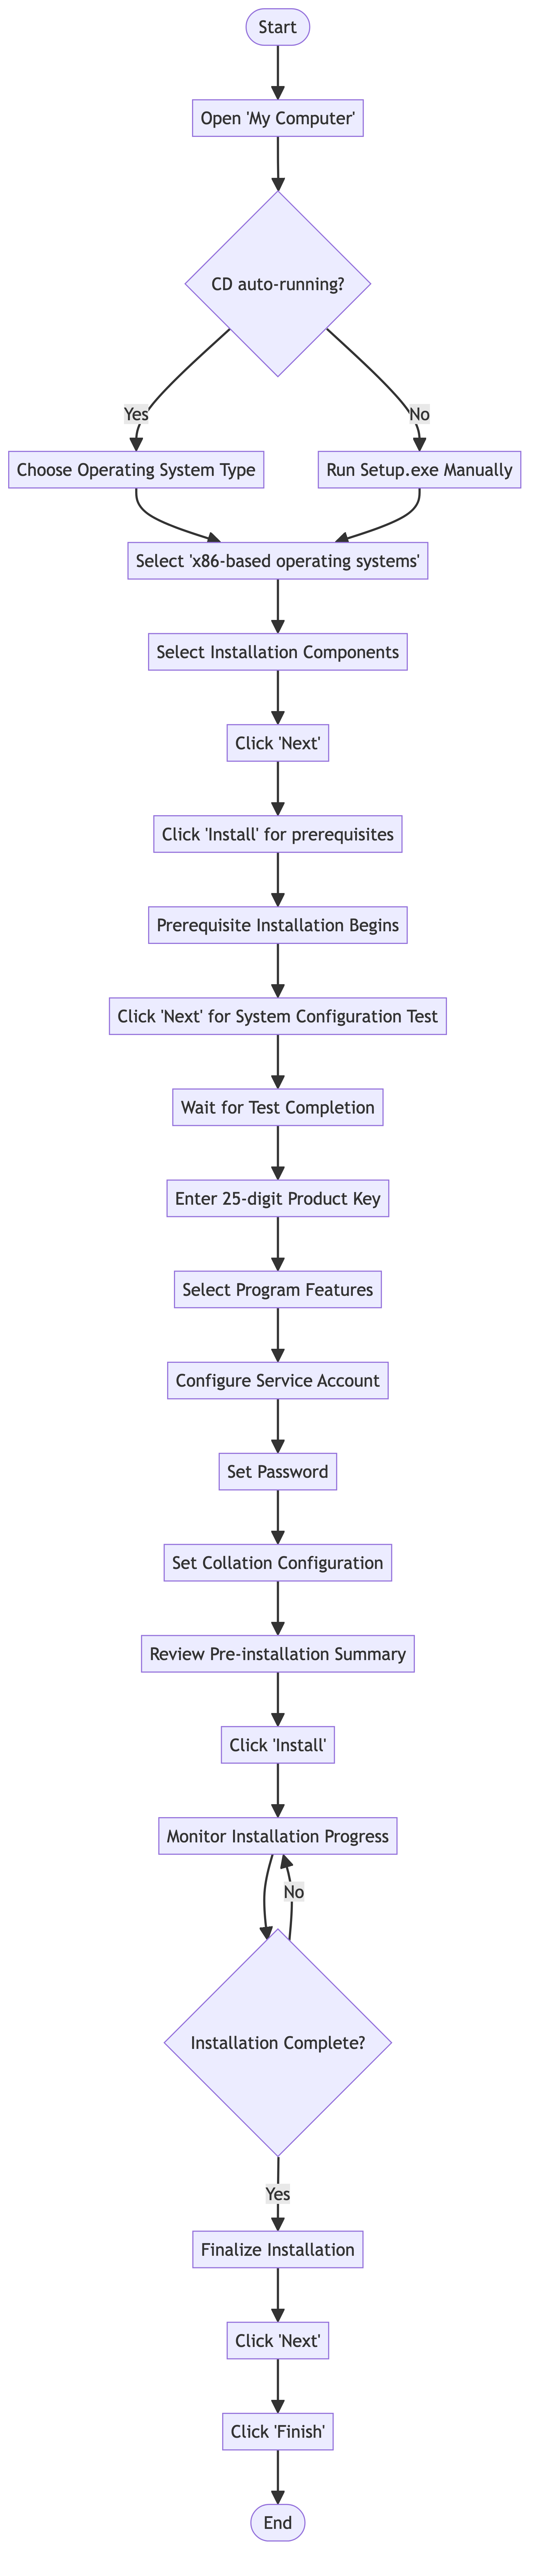 Start
Open 'My Computer'
CD auto-running?
Yes
No
Choose Operating System Type
Run Setup.exe Manually
Select 'x86-based operating systems'
Select Installation Components
Click 'Next'
Click 'Install' for prerequisites
Prerequisite Installation Begins
Click 'Next' for System Configuration Test
Wait for Test Completion
Enter 25-digit Product Key
Select Program Features
Configure Service Account
Set Password
Set Collation Configuration
Review Pre-installation Summary
Click 'Install'
Monitor Installation Progress
No
Installation Complete?
Yes
Finalize Installation
Click 'Next'
Click 'Finish'
End